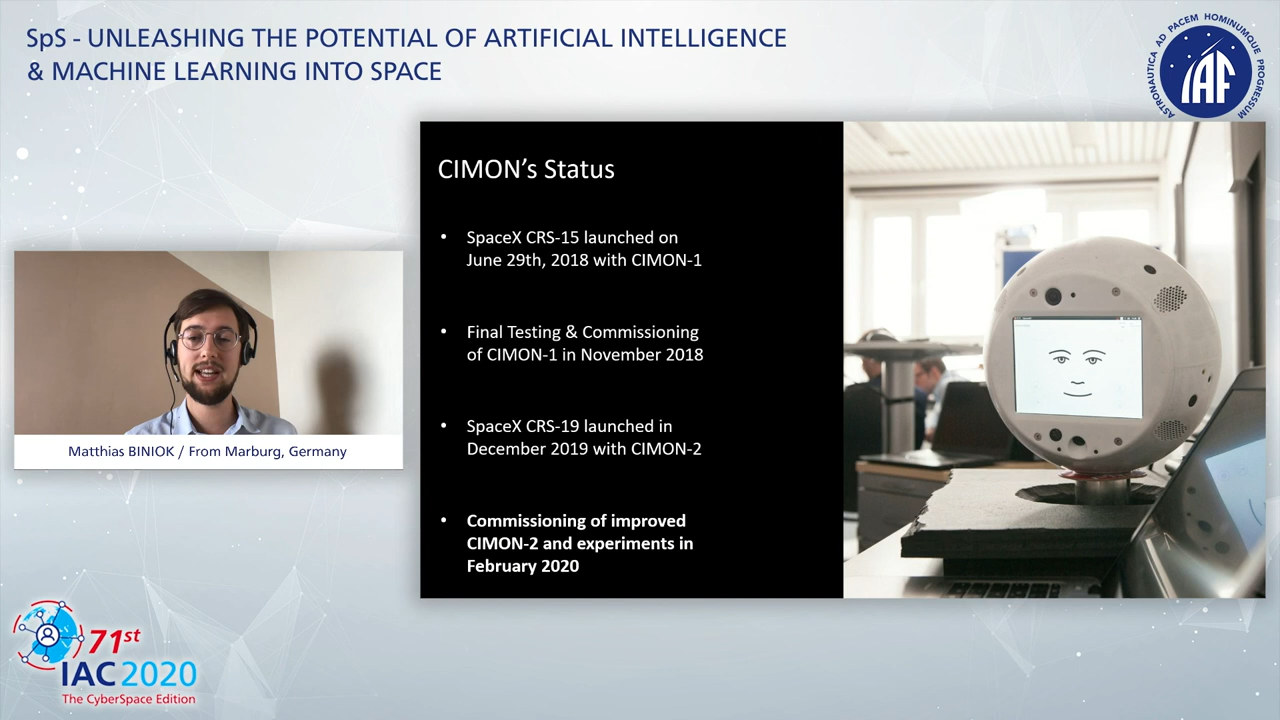 SpS - UNLEASHING THE POTENTIAL OF ARTIFICIAL INTELLIGENCE
& MACHINE LEARNING INTO SPACE
ASTRONAUTICA AD PACEM HOMINUMQUE PROGRESSUM
IAF
CIMON’s Status
• SpaceX CRS-15 launched on
June 29th, 2018 with CIMON-1
• Final Testing & Commissioning
of CIMON-1 in November 2018
• SpaceX CRS-19 launched in
December 2019 with CIMON-2
• Commissioning of improved
CIMON-2 and experiments in
February 2020
Matthias BINIOK / From Marburg, Germany
71st
IAC 2020
The CyberSpace Edition